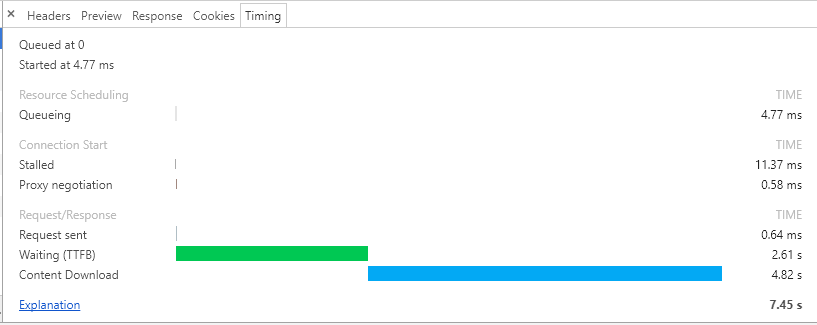 × Headers Preview Response Cookies Timing
Queued at 0
Started at 4.77 ms
Resource Scheduling TIME
Queueing 4.77 ms
Connection Start TIME
Stalled 11.37 ms
Proxy negotiation 0.58 ms
Request/Response TIME
Request sent 0.64 ms
Waiting (TTFB) 2.61 s
Content Download 4.82 s
Explanation 7.45 s